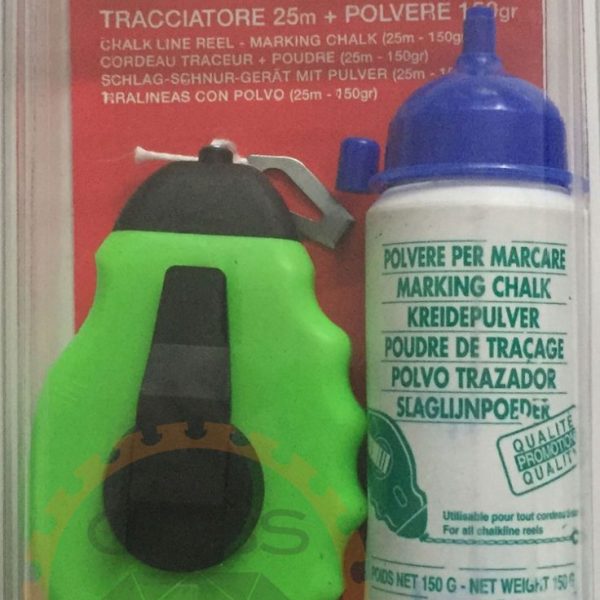 TRACCIATORE 25m + POLVERE 150gr
CHALK LINE REEL - MARKING CHALK (25m - 150gr)
CORDEAU TRACEUR + POUDRE (25m - 150gr)
SCHLAG-SCHNUR-GERÄT MIT PULVER (25m - 150gr)
TIRALINEAS CON POLVO (25m - 150gr)
POLVERE PER MARCARE
MARKING CHALK
KREIDEPULVER
POUDRE DE TRAÇAGE
POLVO TRAZADOR
SLAGLIJNPOEDER
QUALITÉ
PROMOTION
QUALITY
Utilisable pour tout cordeau
For all chalkline reels
POIDS NET 150 G - NET WEIGHT 150 G